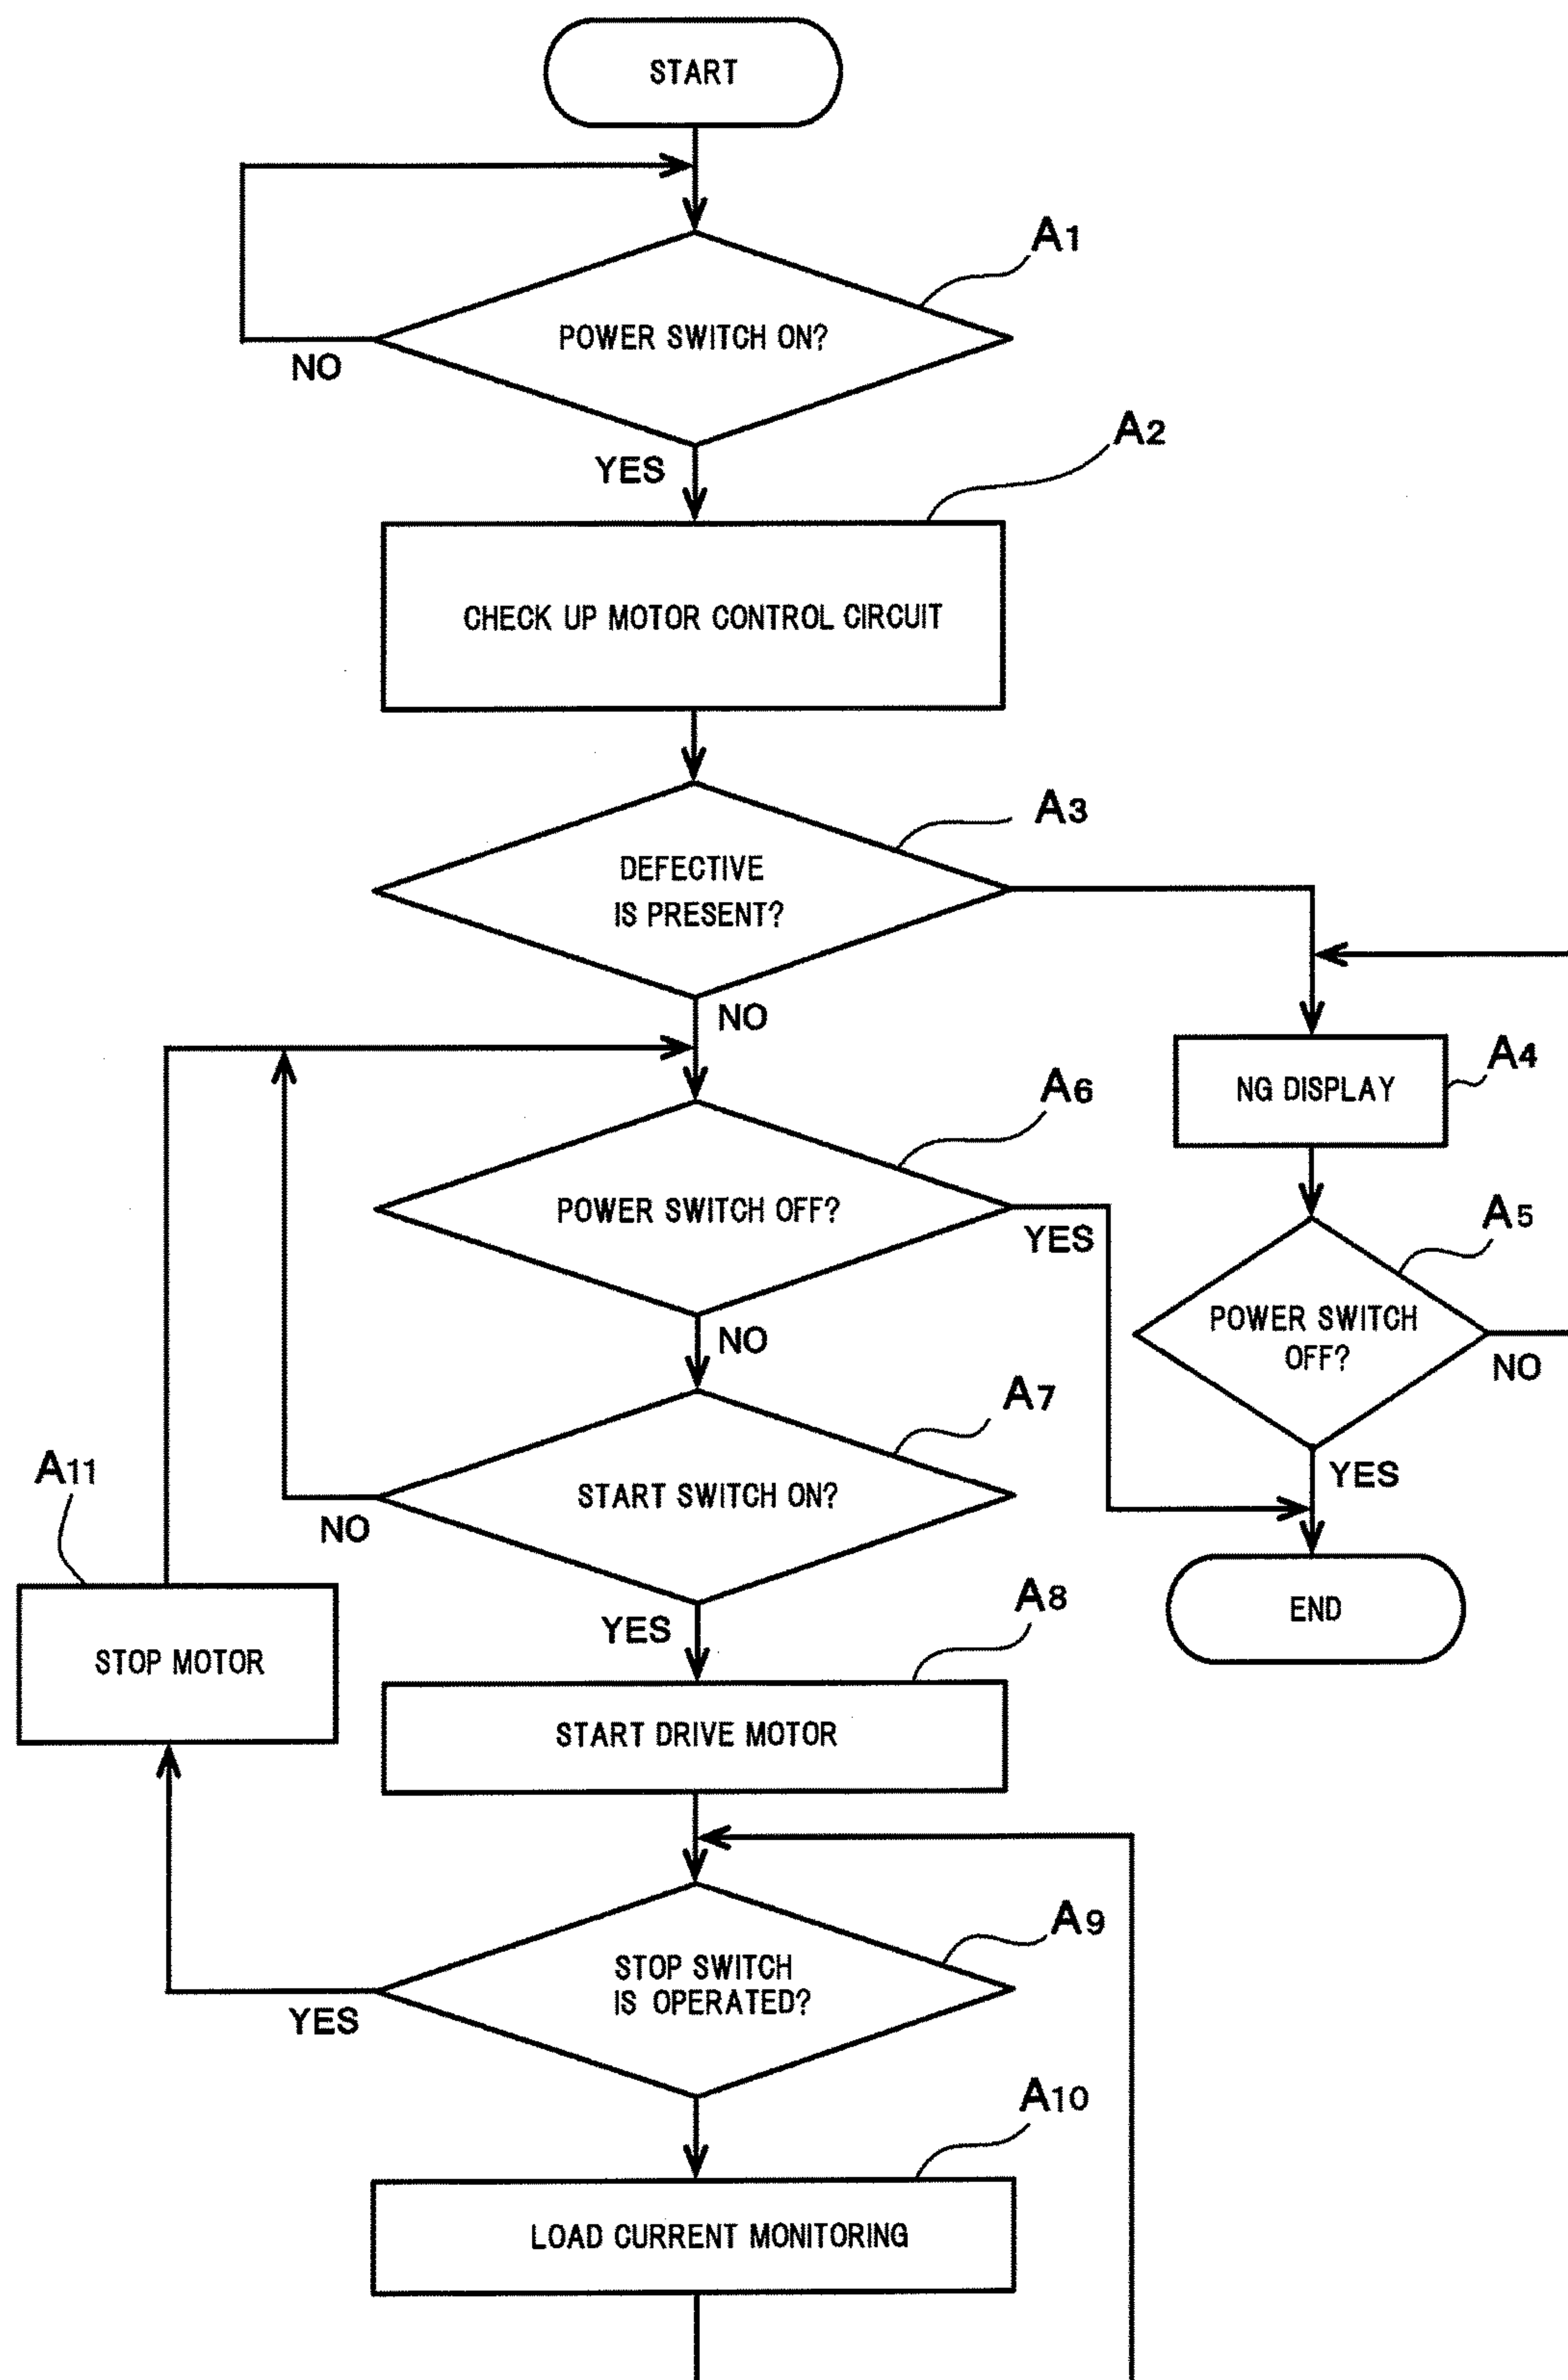 START
A1
POWER SWITCH ON?
NO
YES
A2
CHECK UP MOTOR CONTROL CIRCUIT
A3
DEFECTIVE
IS PRESENT?
NO
A4
NG DISPLAY
A6
POWER SWITCH OFF?
YES
NO
A5
POWER SWITCH
OFF?
NO
YES
A7
START SWITCH ON?
NO
YES
END
A11
STOP MOTOR
A8
START DRIVE MOTOR
A9
STOP SWITCH
IS OPERATED?
YES
A10
LOAD CURRENT MONITORING